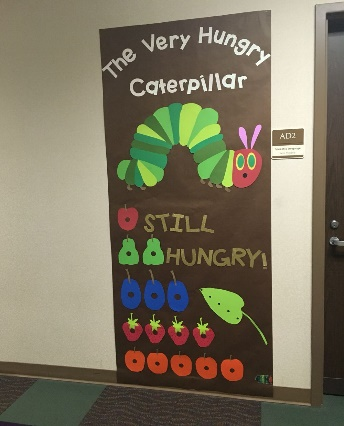 The Very Hungry
Caterpillar
AD2
STILL
HUNGRY!